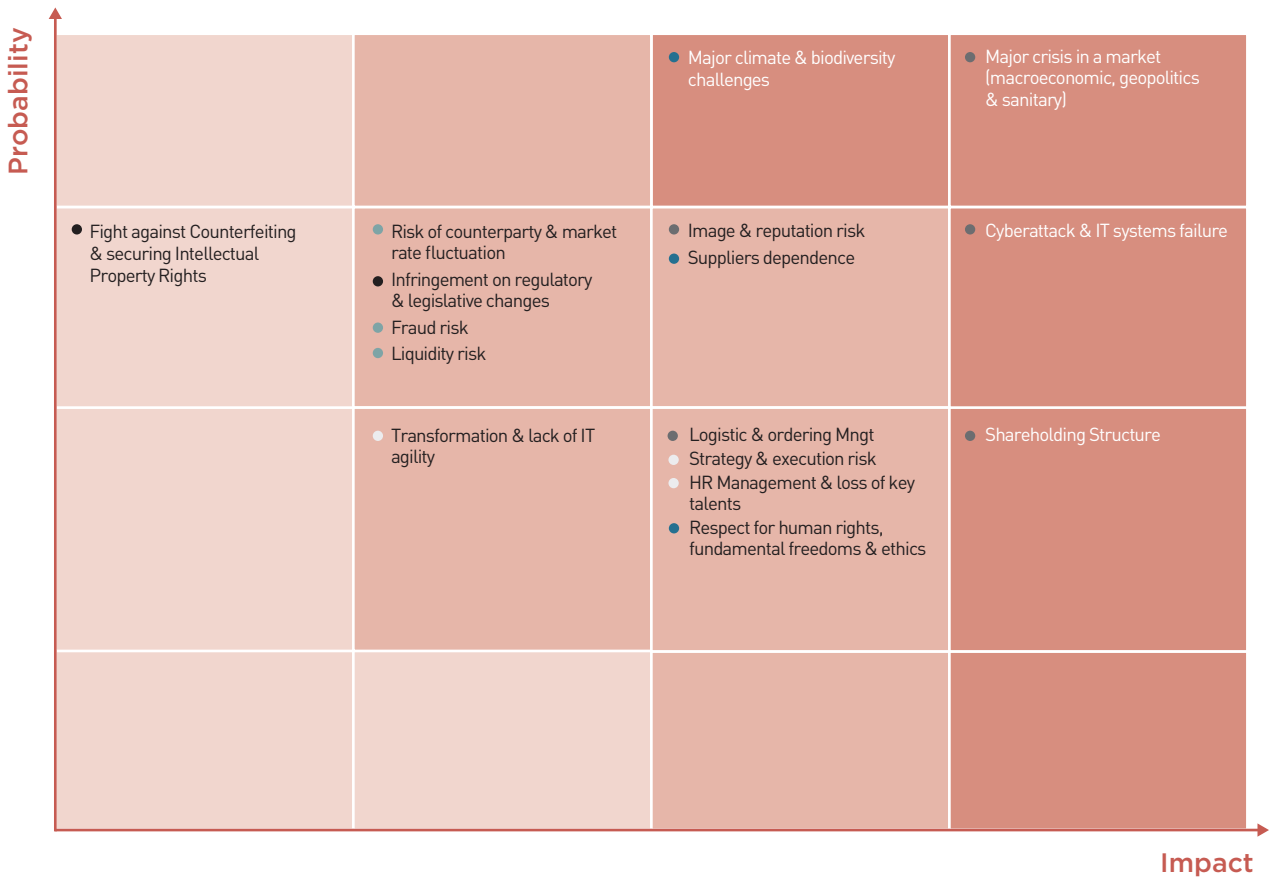 Probability
Major climate & biodiversity
challenges
Major crisis in a market
(macroeconomic, geopolitics
& sanitary)
Fight against Counterfeiting
& securing Intellectual
Property Rights
Risk of counterparty & market
rate fluctuation
Infringement on regulatory
& legislative changes
Fraud risk
Liquidity risk
Image & reputation risk
Suppliers dependence
Cyberattack & IT systems failure
Transformation & lack of IT
agility
Logistic & ordering Mngt
Strategy & execution risk
HR Management & loss of key
talents
Respect for human rights,
fundamental freedoms & ethics
Shareholding Structure
Impact